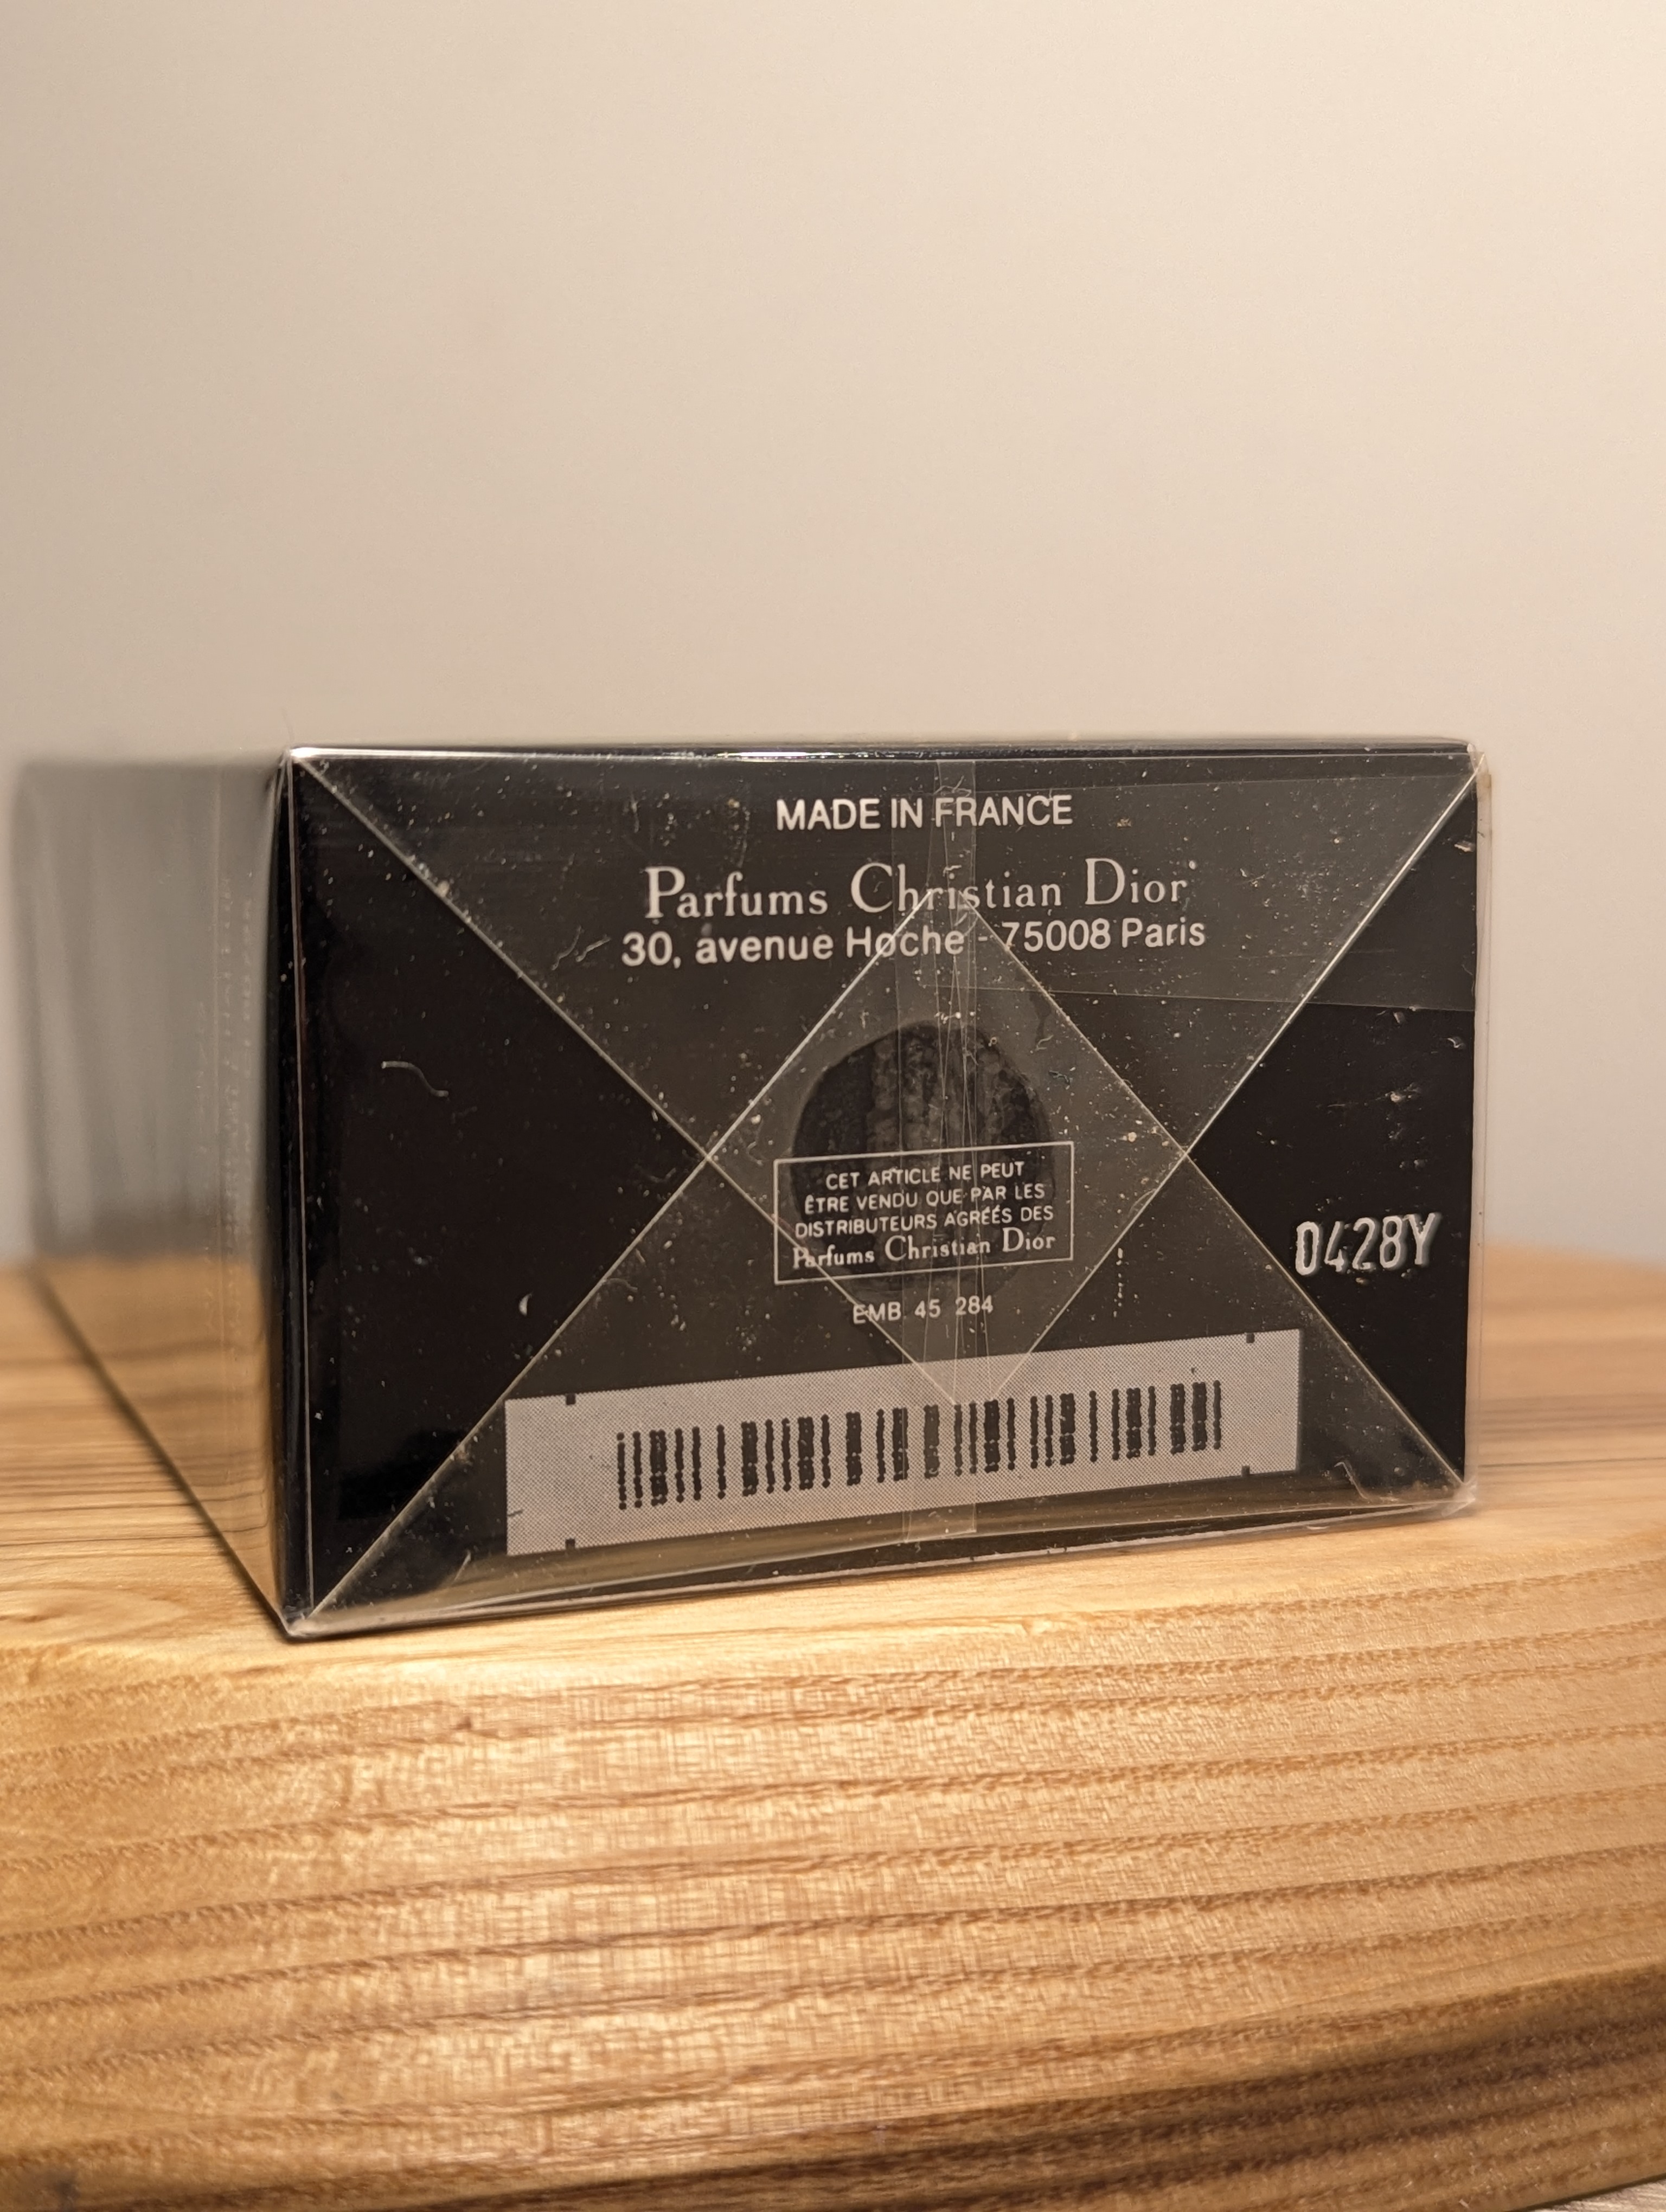 MADE IN FRANCE
Parfums Christian Dior
30, avenue Hoche - 75008 Paris
CET ARTICLE NE PEUT
ÊTRE VENDU QUE PAR LES
DISTRIBUTEURS AGRÉÉS DES
Parfums Christian Dior
0428Y
EMB 45 284